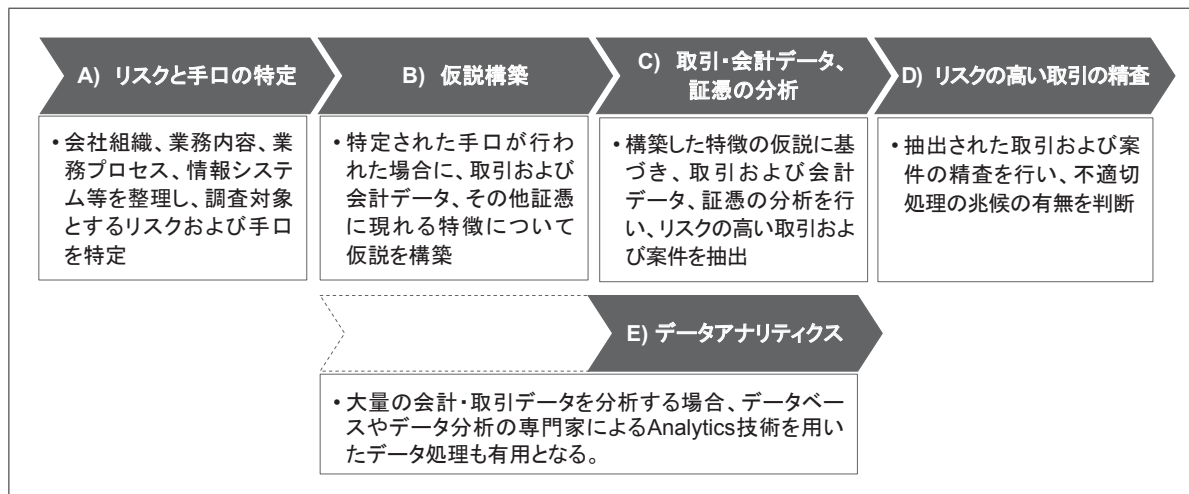 A) リスクと手口の特定
・会社組織、業務内容、業
務プロセス、情報システ
ム等を整理し、調査対象
とするリスクおよび手口
を特定
B) 仮説構築
・特定された手口が行わ
れた場合に、取引および
会計データ、その他証憑
に現れる特徴について
仮説を構築
C) 取引・会計データ、
証憑の分析
・構築した特徴の仮説に基
づき、取引および会計
データ、証憑の分析を行
い、リスクの高い取引およ
び案件を抽出
D) リスクの高い取引の精査
・抽出された取引および案
件の精査を行い、不適切
処理の兆候の有無を判断
E) データアナリティクス
・大量の会計・取引データを分析する場合、データベー
スやデータ分析の専門家によるAnalytics技術を用い
たデータ処理も有用となる。